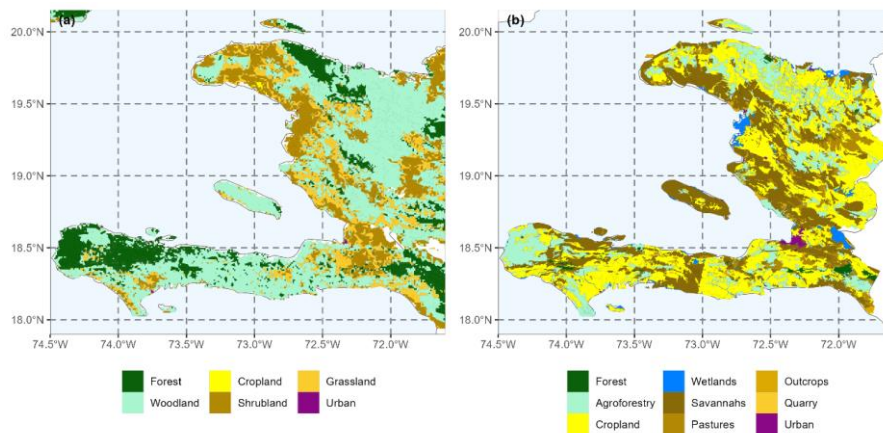 (a)
(b)
20.0°N
19.5°N
19.0°N
18.5°N
18.0°N
74.5°W 74.0°W 73.5°W 73.0°W 72.5°W 72.0°W
20.0°N
19.5°N
19.0°N
18.5°N
18.0°N
74.5°W 74.0°W 73.5°W 73.0°W 72.5°W 72.0°W
Forest Cropland Grassland
Woodland Shrubland Urban
Forest Wetlands Outcrops
Agroforestry Savannahs Quarry
Cropland Pastures Urban